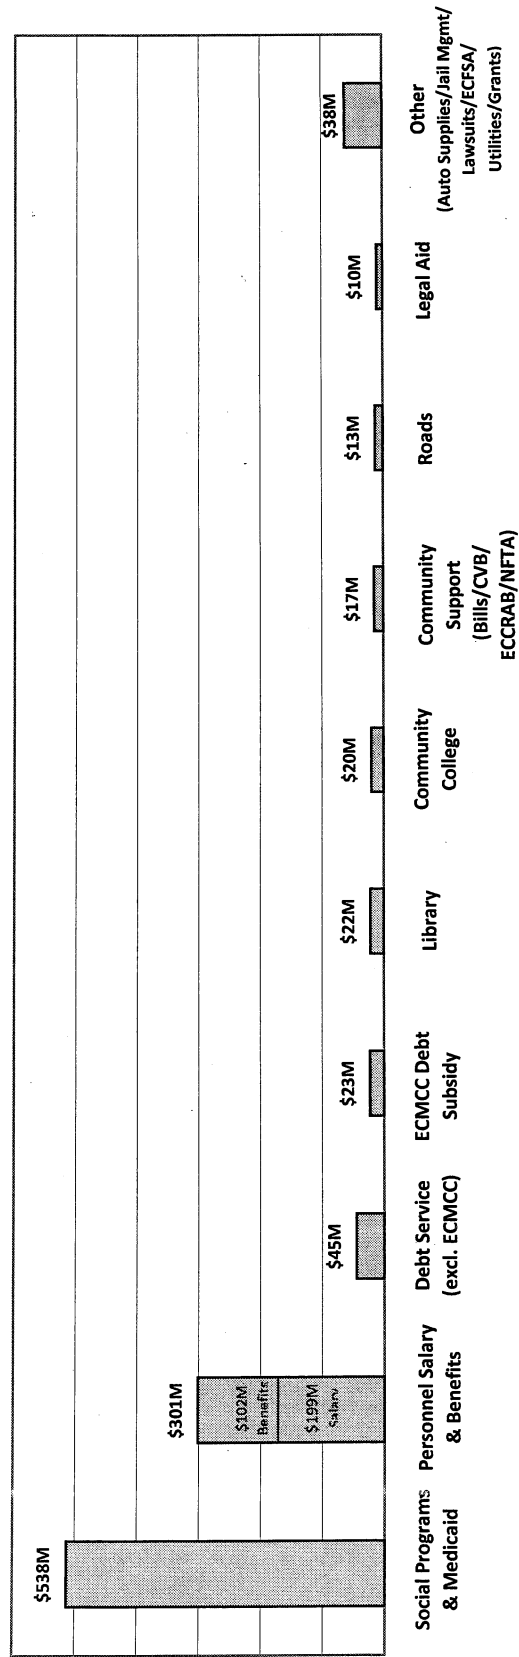 $538M
$301M
$102M
Benefits
$199M
Salary
$45M
$23M
$22M
$20M
$17M
$13M
$10M
$38M
Social Programs
& Medicaid
Personnel Salary
& Benefits
Debt Service
(excl. ECMCC)
ECMCC Debt
Subsidy
Library
Community
College
Community
Support
(Bills/CVB/
ECCRAB/NFTA)
Roads
Legal Aid
Other
(Auto Supplies/Jail Mgmt/
Lawsuits/ECFSA/
Utilities/Grants)